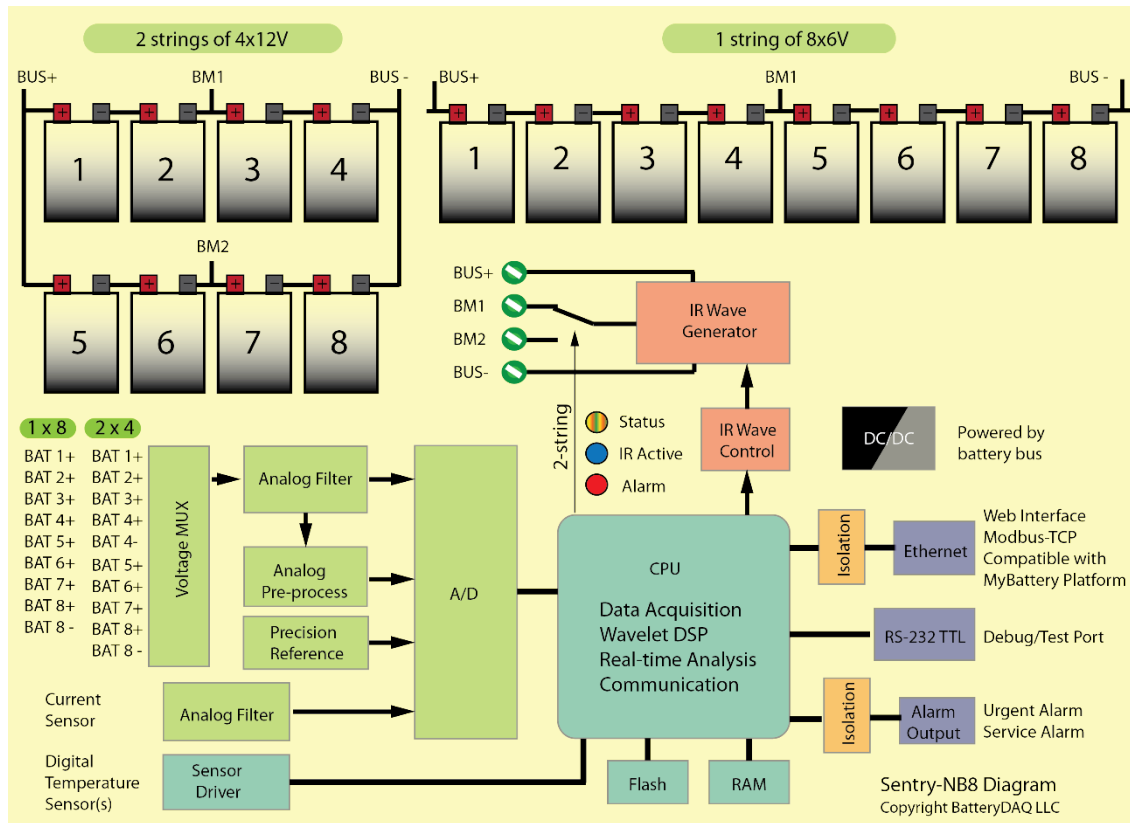 2 strings of 4x12V
1 string of 8x6V
BUS+
BM1
BUS -
BUS+
BM1
BUS -
+ − + − + − + −
+ − + − + − + − + − + − + − + −
1 2 3 4
1 2 3 4 5 6 7 8
BM2
+ − + − + − + −
5 6 7 8
BUS+
BM1
BM2
BUS-
IR Wave
Generator
2-string
Status
IR Active
Alarm
IR Wave
Control
DC/DC
Powered by
battery bus
1 x 8
BAT 1+
BAT 2+
BAT 3+
BAT 4+
BAT 5+
BAT 6+
BAT 7+
BAT 8+
BAT 8 -
2 x 4
BAT 1+
BAT 2+
BAT 3+
BAT 4+
BAT 4-
BAT 5+
BAT 6+
BAT 7+
BAT 8+
BAT 8 -
Voltage MUX
Analog Filter
Analog
Pre-process
Precision
Reference
A/D
Current
Sensor
Analog Filter
Digital
Temperature
Sensor(s)
Sensor
Driver
CPU
Data Acquisition
Wavelet DSP
Real-time Analysis
Communication
Flash
RAM
Isolation
Ethernet
Web Interface
Modbus-TCP
Compatible with
MyBattery Platform
RS-232 TTL
Debug/Test Port
Isolation
Alarm
Output
Urgent Alarm
Service Alarm
Sentry-NB8 Diagram
Copyright BatteryDAQ LLC